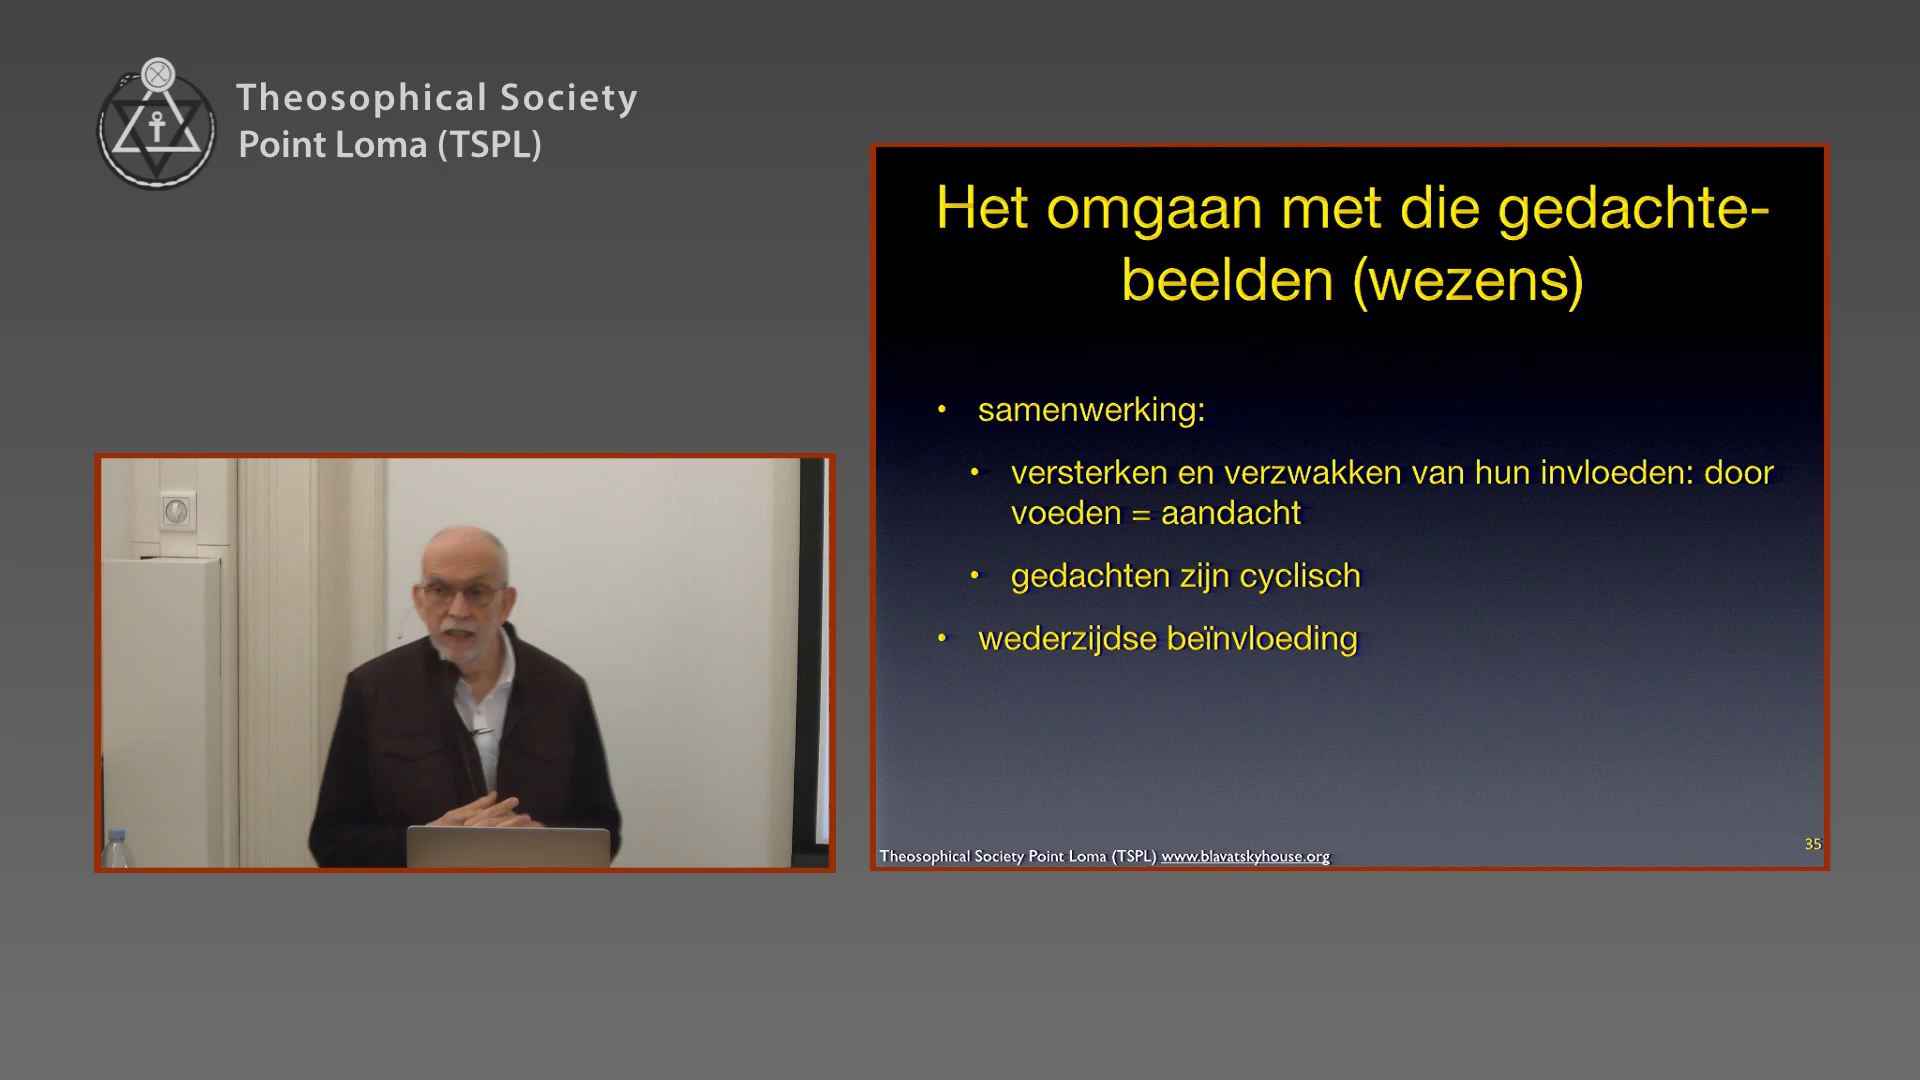 Theosophical Society
Point Loma (TSPL)
Het omgaan met die gedachte-
beelden (wezens)
• samenwerking:
• versterken en verzwakken van hun invloeden: door
voeden = aandacht
• gedachten zijn cyclisch
• wederzijdse beïnvloeding
Theosophical Society Point Loma (TSPL) www.blavatskyhouse.org
35